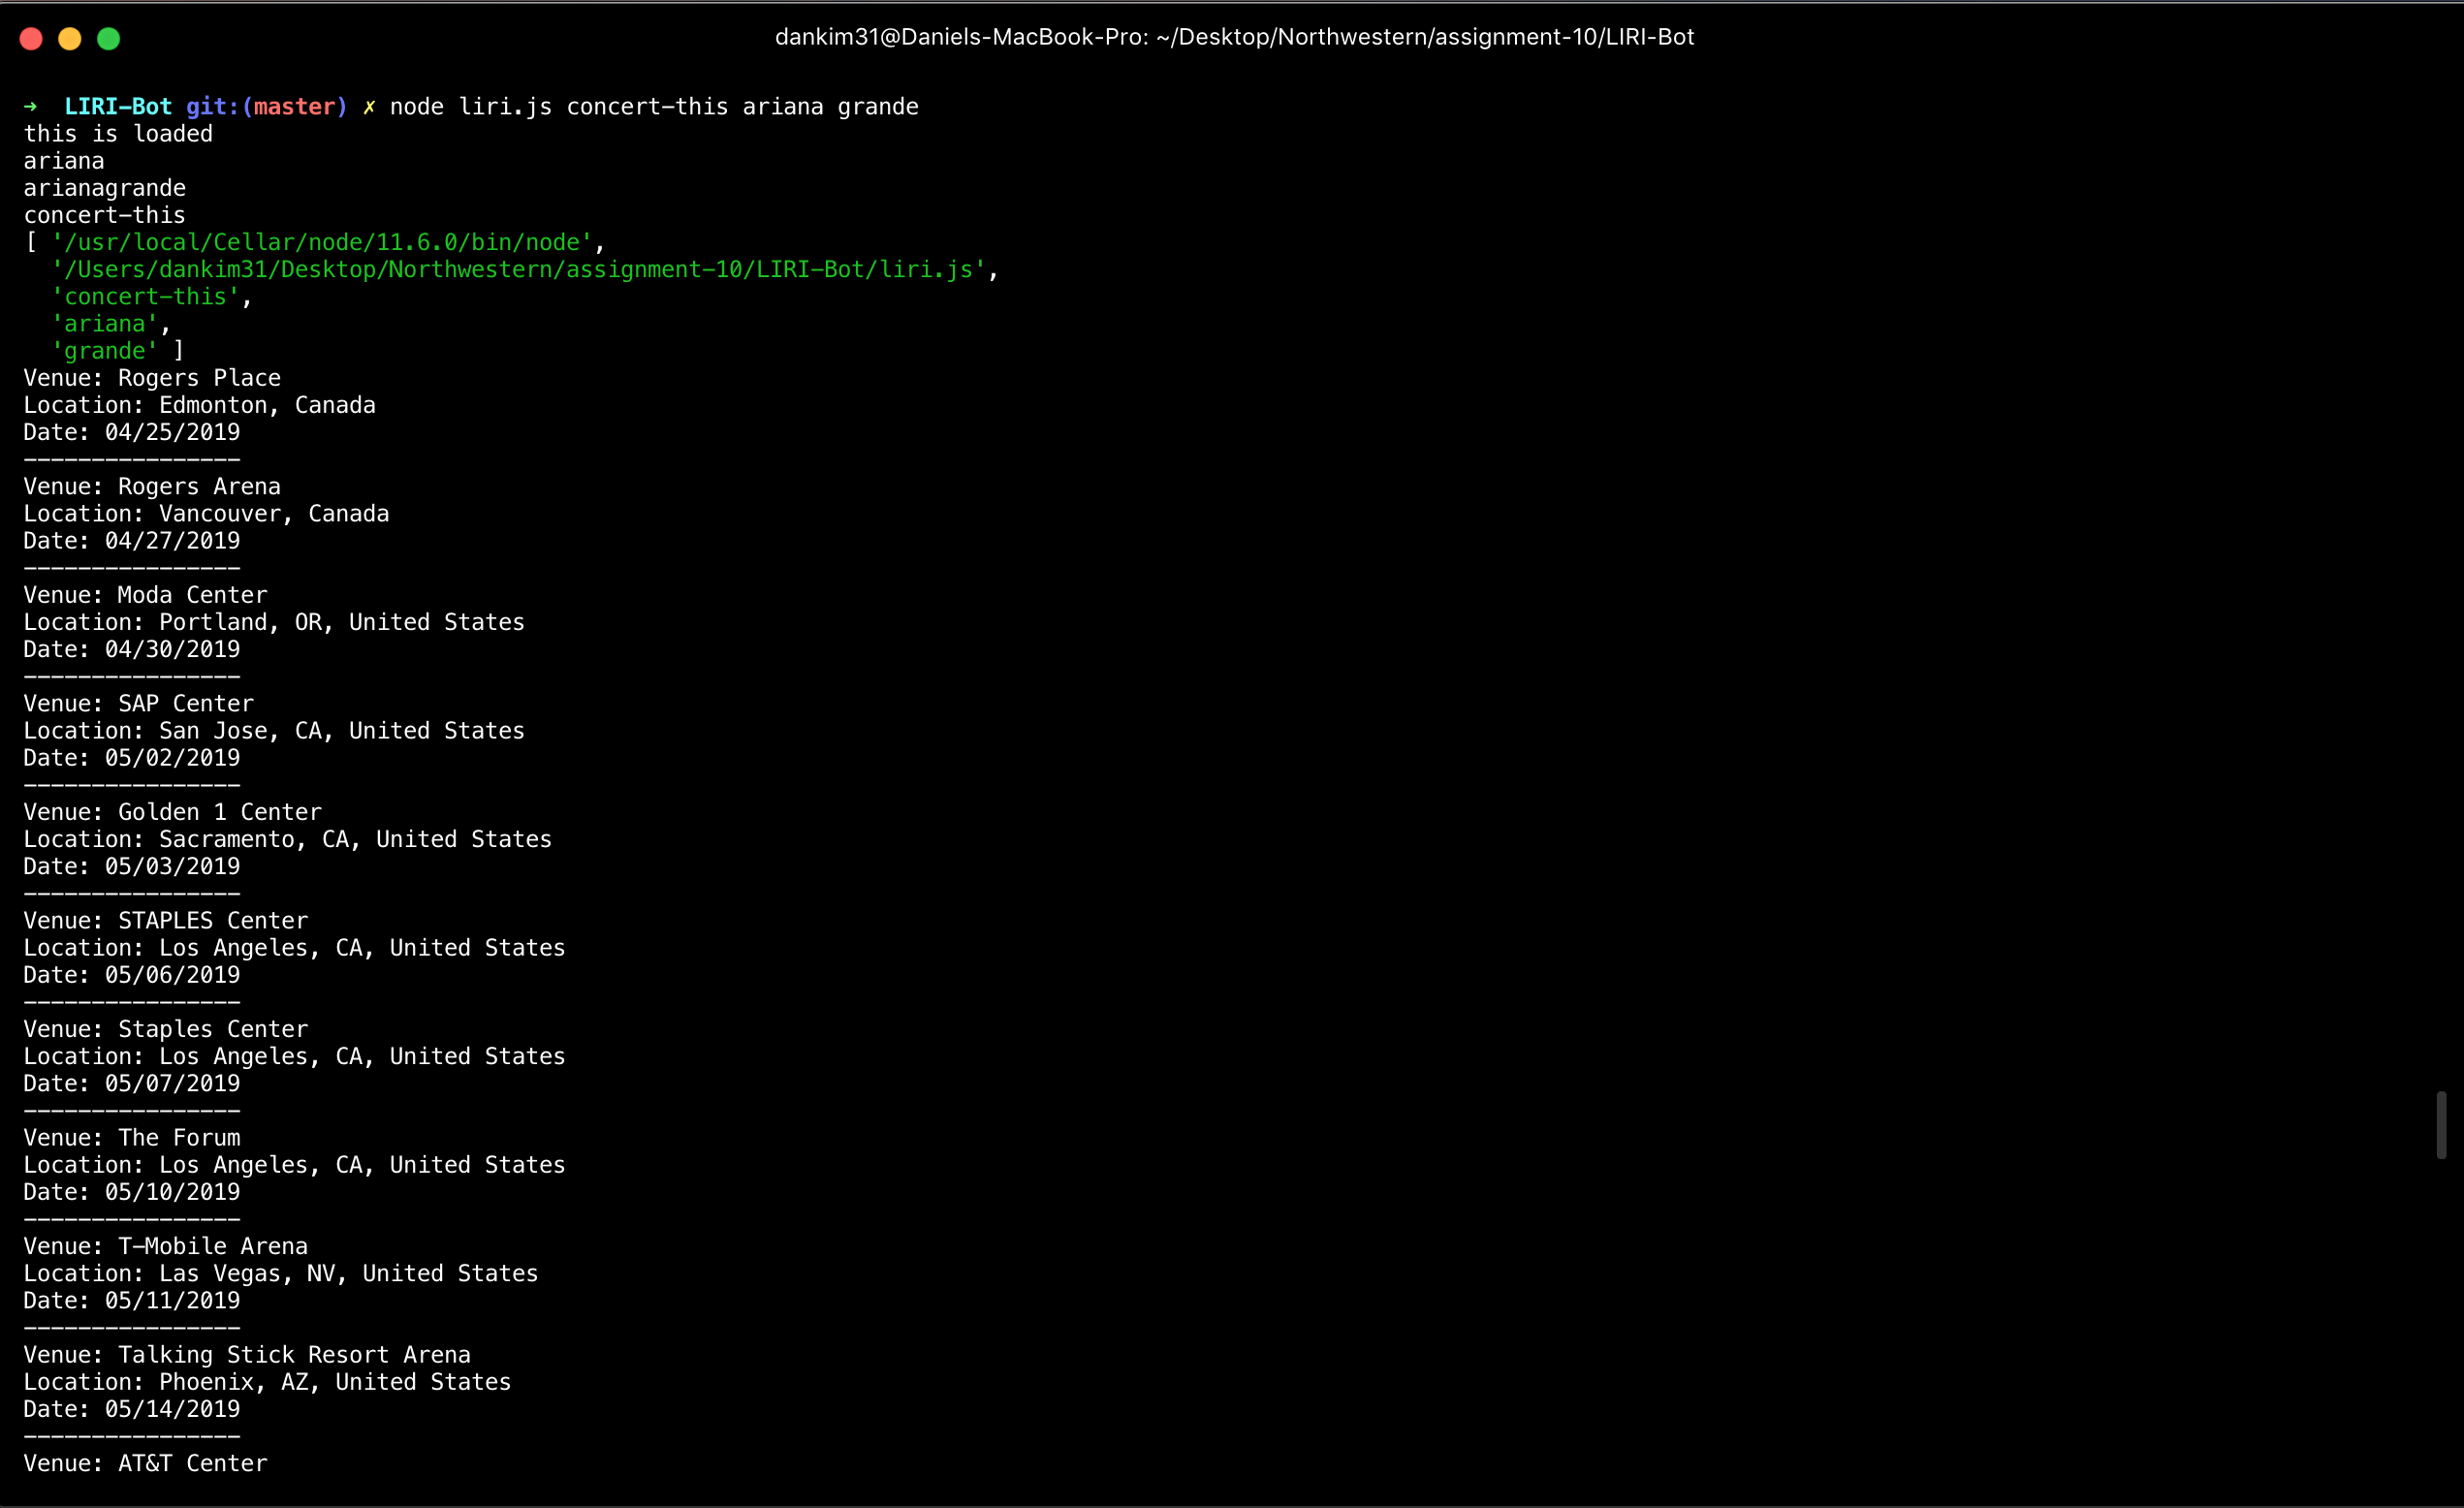 dankim31@Daniels-MacBook-Pro: ~/Desktop/Northwestern/assignment-10/LIRI-Bot
➜  LIRI-Bot git:(master) ✗ node liri.js concert-this ariana grande
this is loaded
ariana
arianagrande
concert-this
[ '/usr/local/Cellar/node/11.6.0/bin/node',
  '/Users/dankim31/Desktop/Northwestern/assignment-10/LIRI-Bot/liri.js',
  'concert-this',
  'ariana',
  'grande' ]
Venue: Rogers Place
Location: Edmonton, Canada
Date: 04/25/2019
----------------
Venue: Rogers Arena
Location: Vancouver, Canada
Date: 04/27/2019
----------------
Venue: Moda Center
Location: Portland, OR, United States
Date: 04/30/2019
----------------
Venue: SAP Center
Location: San Jose, CA, United States
Date: 05/02/2019
----------------
Venue: Golden 1 Center
Location: Sacramento, CA, United States
Date: 05/03/2019
----------------
Venue: STAPLES Center
Location: Los Angeles, CA, United States
Date: 05/06/2019
----------------
Venue: Staples Center
Location: Los Angeles, CA, United States
Date: 05/07/2019
----------------
Venue: The Forum
Location: Los Angeles, CA, United States
Date: 05/10/2019
----------------
Venue: T-Mobile Arena
Location: Las Vegas, NV, United States
Date: 05/11/2019
----------------
Venue: Talking Stick Resort Arena
Location: Phoenix, AZ, United States
Date: 05/14/2019
----------------
Venue: AT&T Center